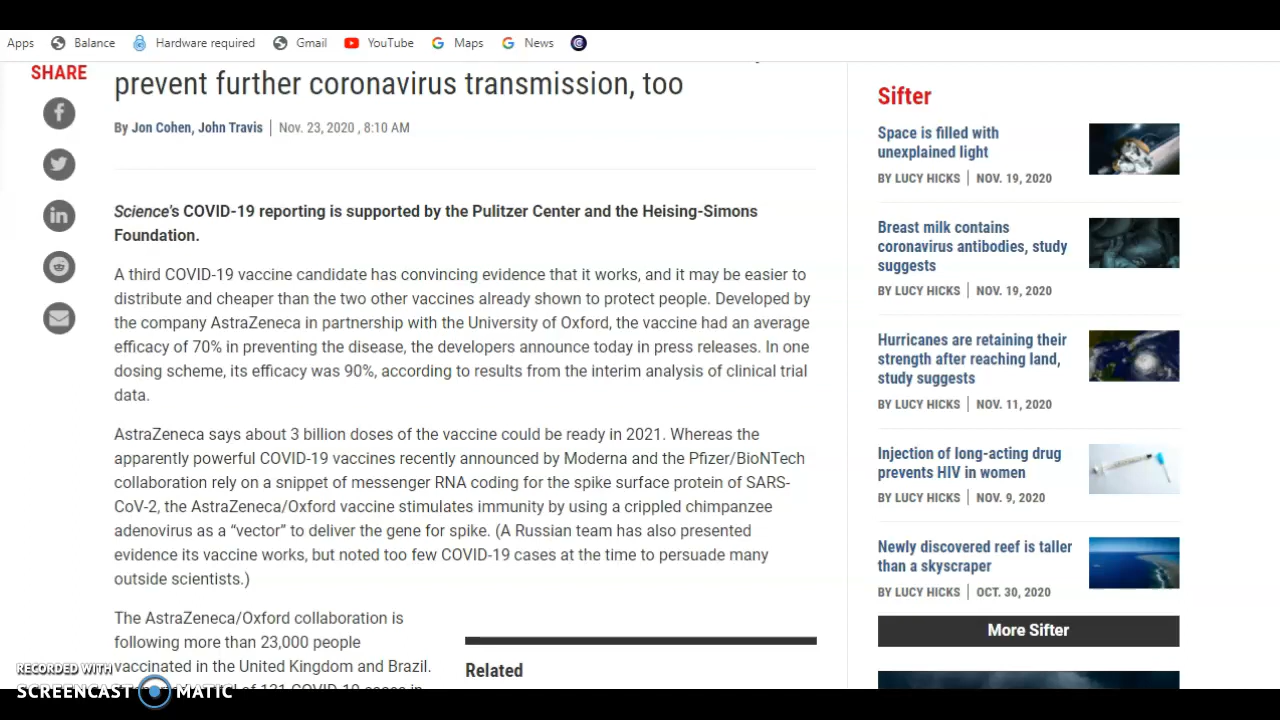 Apps Balance Hardware required Gmail YouTube Maps News
SHARE
prevent further coronavirus transmission, too
By Jon Cohen, John Travis | Nov. 23, 2020 , 8:10 AM
Science's COVID-19 reporting is supported by the Pulitzer Center and the Heising-Simons
Foundation.
A third COVID-19 vaccine candidate has convincing evidence that it works, and it may be easier to
distribute and cheaper than the two other vaccines already shown to protect people. Developed by
the company AstraZeneca in partnership with the University of Oxford, the vaccine had an average
efficacy of 70% in preventing the disease, the developers announce today in press releases. In one
dosing scheme, its efficacy was 90%, according to results from the interim analysis of clinical trial
data.
AstraZeneca says about 3 billion doses of the vaccine could be ready in 2021. Whereas the
apparently powerful COVID-19 vaccines recently announced by Moderna and the Pfizer/BioNTech
collaboration rely on a snippet of messenger RNA coding for the spike surface protein of SARS-
CoV-2, the AstraZeneca/Oxford vaccine stimulates immunity by using a crippled chimpanzee
adenovirus as a “vector” to deliver the gene for spike. (A Russian team has also presented
evidence its vaccine works, but noted too few COVID-19 cases at the time to persuade many
outside scientists.)
The AstraZeneca/Oxford collaboration is
following more than 23,000 people
vaccinated in the United Kingdom and Brazil.
of 131 COVID-19 cases in
Related
Sifter
Space is filled with
unexplained light
BY LUCY HICKS | NOV. 19, 2020
Breast milk contains
coronavirus antibodies, study
suggests
BY LUCY HICKS | NOV. 19, 2020
Hurricanes are retaining their
strength after reaching land,
study suggests
BY LUCY HICKS | NOV. 11, 2020
Injection of long-acting drug
prevents HIV in women
BY LUCY HICKS | NOV. 9, 2020
Newly discovered reef is taller
than a skyscraper
BY LUCY HICKS | OCT. 30, 2020
More Sifter
RECORDED WITH
SCREENCAST MATIC